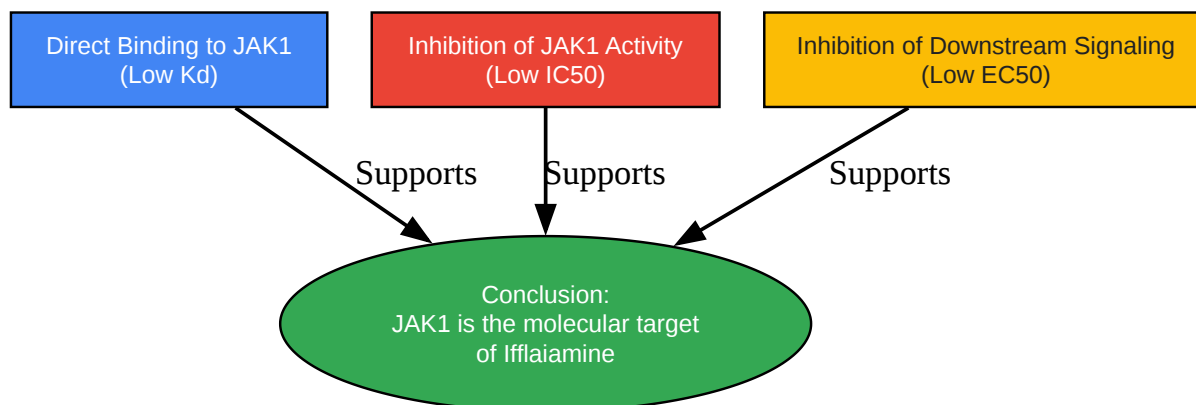 Direct Binding to JAK1
(Low Kd)
Inhibition of JAK1 Activity
(Low IC50)
Inhibition of Downstream Signaling
(Low EC50)
Supports
Supports
Supports
Conclusion:
JAK1 is the molecular target
of Ifflaiamine